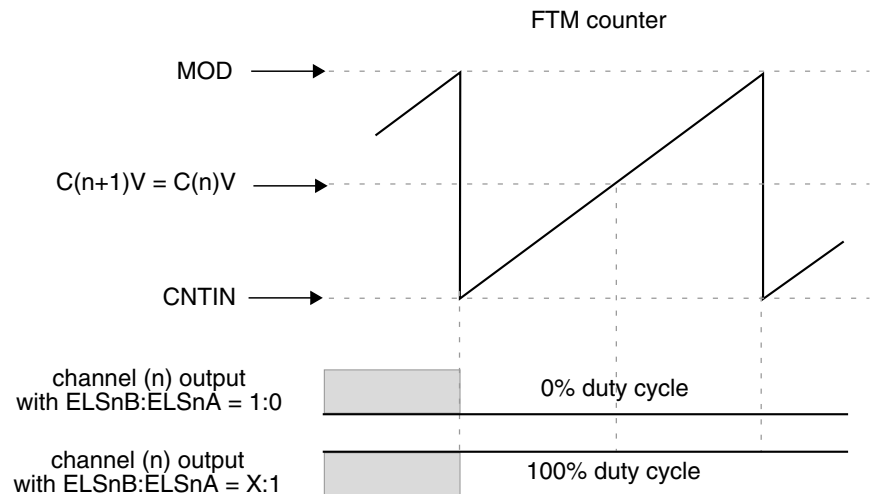 FTM counter
MOD
C(n+1)V = C(n)V
CNTIN
channel (n) output
with ELSnB:ELSnA = 1:0
0% duty cycle
channel (n) output
with ELSnB:ELSnA = X:1
100% duty cycle